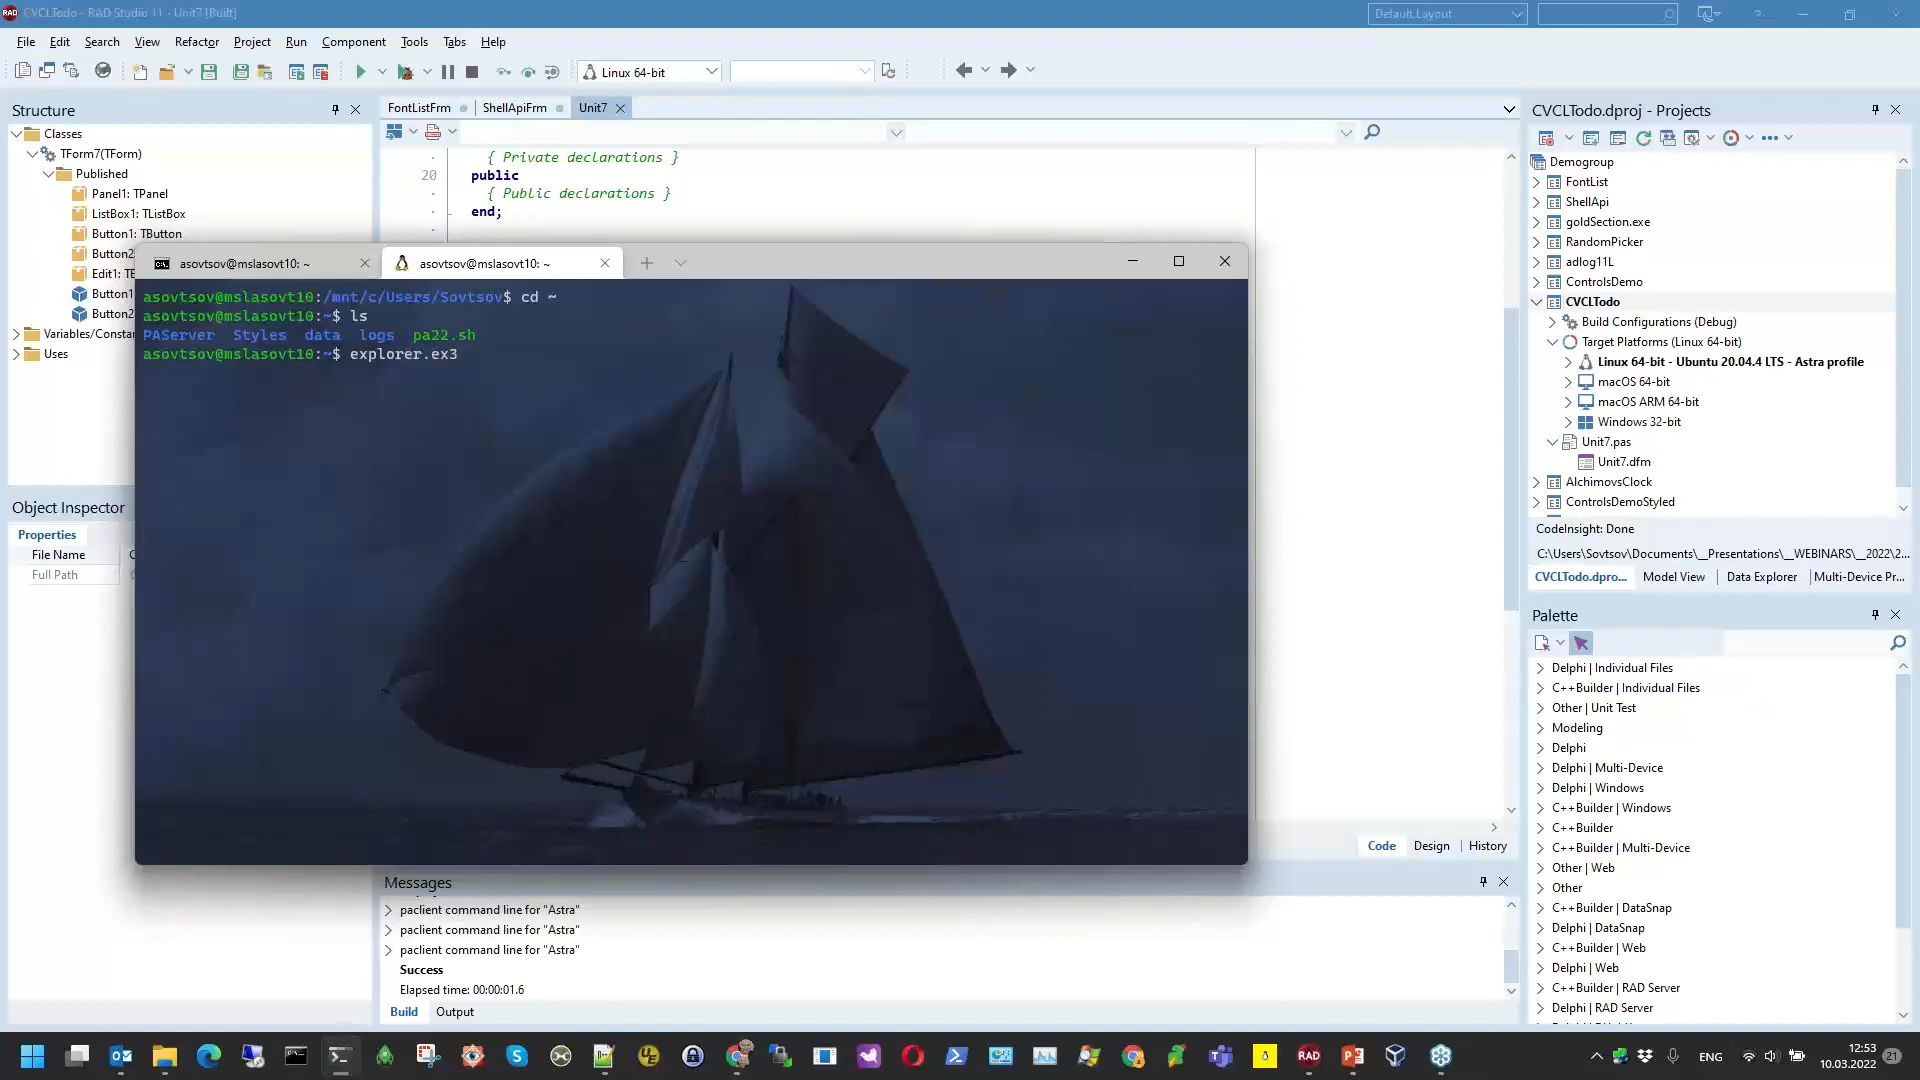 CVCLTodo - RAD Studio 11 - Unit7 [Built]
Default Layout
File Edit Search View Refactor Project Run Component Tools Tabs Help
Linux 64-bit
Structure
Classes
TForm7(TForm)
Published
Panel1: TPanel
ListBox1: TListBox
Button1: TButton
Button2
Edit1: TE
Button1
Button2
Variables/Constan
Uses
Object Inspector
Properties
File Name
Full Path
FontListFrm ShellApiFrm Unit7
{ Private declarations }
20 public
{ Public declarations }
end;
asovtsov@mslasovt10: ~ asovtsov@mslasovt10: ~
asovtsov@mslasovt10:/mnt/c/Users/Sovtsov$ cd ~
asovtsov@mslasovt10:~$ ls
PAServer Styles data logs pa22.sh
asovtsov@mslasovt10:~$ explorer.ex3
Code Design History
Messages
paclient command line for "Astra"
paclient command line for "Astra"
paclient command line for "Astra"
Success
Elapsed time: 00:00:01.6
Build Output
CVCLTodo.dproj - Projects
Demogroup
FontList
ShellApi
goldSection.exe
RandomPicker
adlog11L
ControlsDemo
CVCLTodo
Build Configurations (Debug)
Target Platforms (Linux 64-bit)
Linux 64-bit - Ubuntu 20.04.4 LTS - Astra profile
macOS 64-bit
macOS ARM 64-bit
Windows 32-bit
Unit7.pas
Unit7.dfm
AlchimovsClock
ControlsDemoStyled
CodeInsight: Done
C:\Users\Sovtsov\Documents\__Presentations\__WEBINARS\__2022\2...
CVCLTodo.dpro... Model View Data Explorer Multi-Device Pr...
Palette
Delphi | Individual Files
C++Builder | Individual Files
Other | Unit Test
Modeling
Delphi
Delphi | Multi-Device
Delphi | Windows
C++Builder | Windows
C++Builder
C++Builder | Multi-Device
Other | Web
Other
C++Builder | DataSnap
Delphi | DataSnap
C++Builder | Web
Delphi | Web
C++Builder | RAD Server
Delphi | RAD Server
ENG
12:53
10.03.2022
21